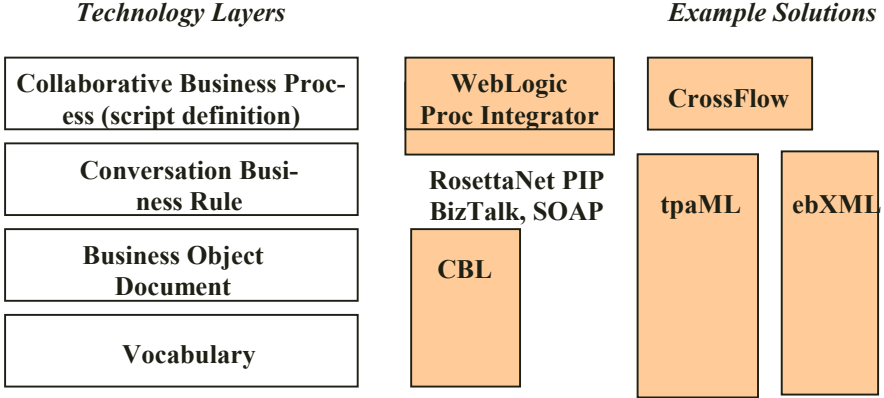 Technology Layers
Example Solutions
Collaborative Business Proc-
ess (script definition)
WebLogic
Proc Integrator
CrossFlow
Conversation Busi-
ness Rule
RosettaNet PIP
BizTalk, SOAP
tpaML
ebXML
Business Object
Document
CBL
Vocabulary